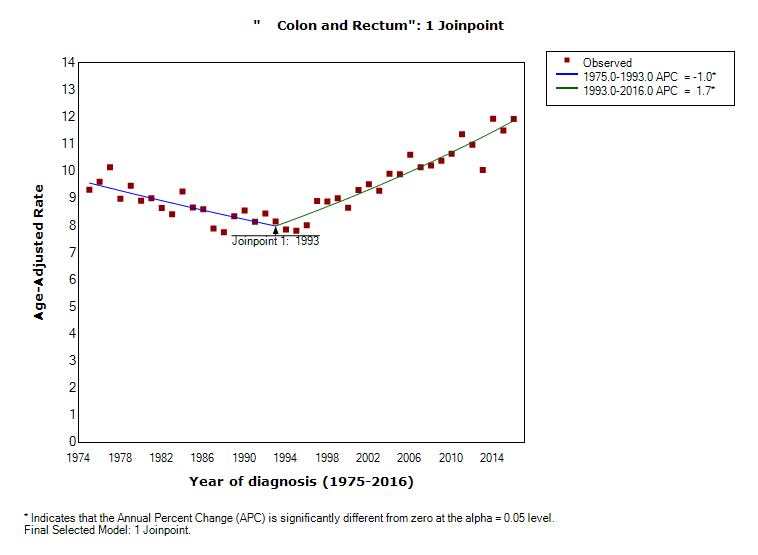 "    Colon and Rectum": 1 Joinpoint
Observed
1975.0-1993.0 APC  = -1.0*
1993.0-2016.0 APC  =  1.7*
14
13
12
11
10
9
8
7
6
5
4
3
2
1
0
Age-Adjusted Rate
Joinpoint 1:  1993
1974 1978 1982 1986 1990 1994 1998 2002 2006 2010 2014
Year of diagnosis (1975-2016)
* Indicates that the Annual Percent Change (APC) is significantly different from zero at the alpha = 0.05 level.
Final Selected Model: 1 Joinpoint.